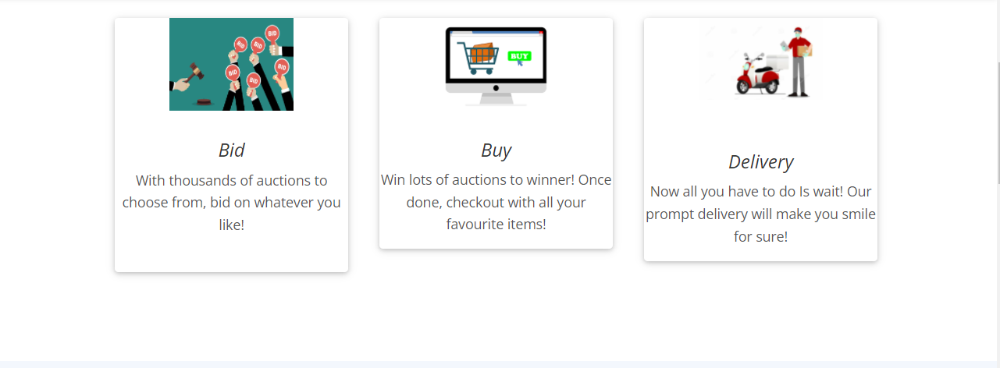 BID
BID
BID
BID
BID
BID
BUY
Bid
With thousands of auctions to
choose from, bid on whatever you
like!
Buy
Win lots of auctions to winner! Once
done, checkout with all your
favourite items!
Delivery
Now all you have to do Is wait! Our
prompt delivery will make you smile
for sure!